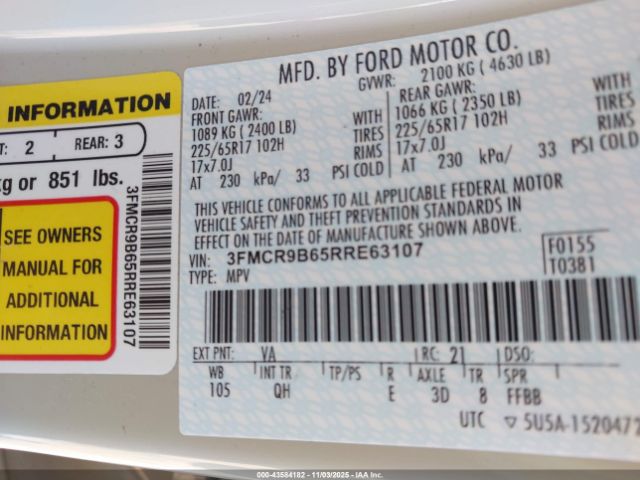 INFORMATION
2 REAR: 3
kg or 851 lbs.
SEE OWNERS
MANUAL FOR
ADDITIONAL
INFORMATION
3FMCR9B65RRE63107
MFD. BY FORD MOTOR CO.
DATE: 02/24 GVWR: 2100 KG ( 4630 LB)
FRONT GAWR: REAR GAWR:
1089 KG (2400 LB) WITH 1066 KG ( 2350 LB) WITH
225/65R17 102H TIRES 225/65R17 102H TIRES
17x7.0J RIMS 17x7.0J RIMS
AT 230 kPa/ 33 PSI COLD AT 230 kPa/ 33 PSI COLD
THIS VEHICLE CONFORMS TO ALL APPLICABLE FEDERAL MOTOR
VEHICLE SAFETY AND THEFT PREVENTION STANDARDS IN
EFFECT ON THE DATE OF MANUFACTURE SHOWN ABOVE.
VIN: 3FMCR9B65RRE63107 F0155
TYPE: MPV T0381
EXT PNT: VA RC: 21 DSO:
WB INT TR TP/PS R AXLE TR SPR
105 QH E 3D 8 FFBB
UTC ▽ 5U5A-1520472
000-43584182 - 11/03/2025 - IAA Inc.